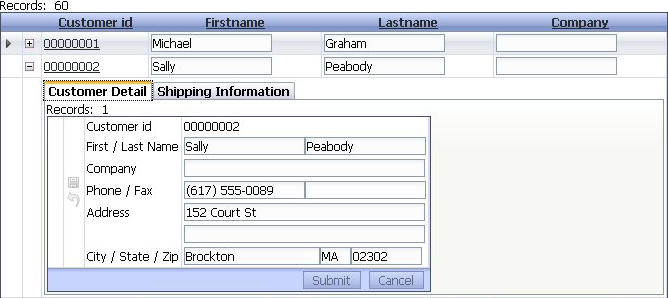 Records: 60
Customer id Firstname Lastname Company
00000001 Michael Graham
00000002 Sally Peabody
Customer Detail Shipping Information
Records: 1
Customer id 00000002
First / Last Name Sally Peabody
Company
Phone / Fax (617) 555-0089
Address 152 Court St
City / State / Zip Brockton MA 02302
Submit Cancel